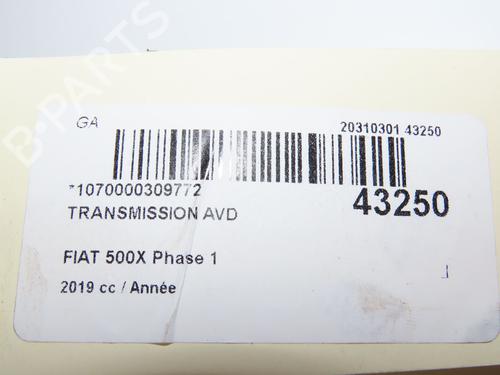 B-PARTS
GA
20310301 43250
*1070000309772
43250
TRANSMISSION AVD
FIAT 500X Phase 1
2019 cc / Année